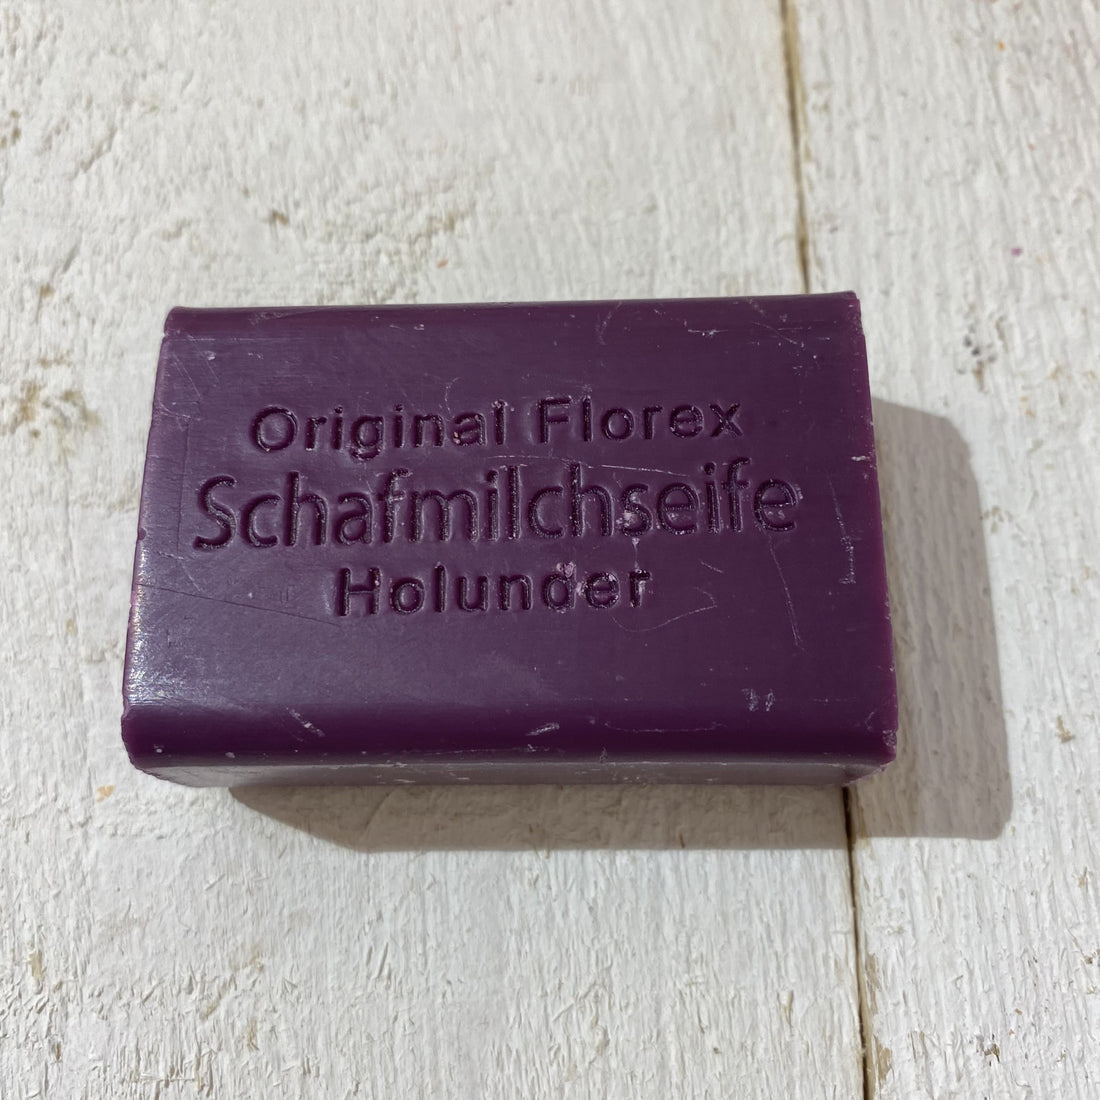 Original Florex
Schafmilchseife
Holunder